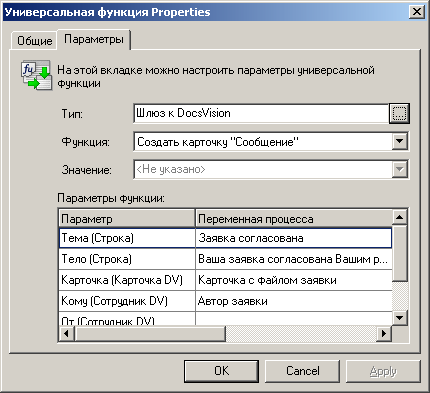 Универсальная функция Properties
Общие
Параметры
На этой вкладке можно настроить параметры универсальной
функции
Тип:
Шлюз к DocsVision
...
Функция:
Создать карточку "Сообщение"
Значение:
<Не указано>
Параметры функции:
Параметр
Переменная процесса
Тема (Строка)
Заявка согласована
Тело (Строка)
Ваша заявка согласована Вашим р...
Карточка (Карточка DV)
Карточка с файлом заявки
Кому (Сотрудник DV)
Автор заявки
От (Сотрудник DV)
OK
Cancel
Apply